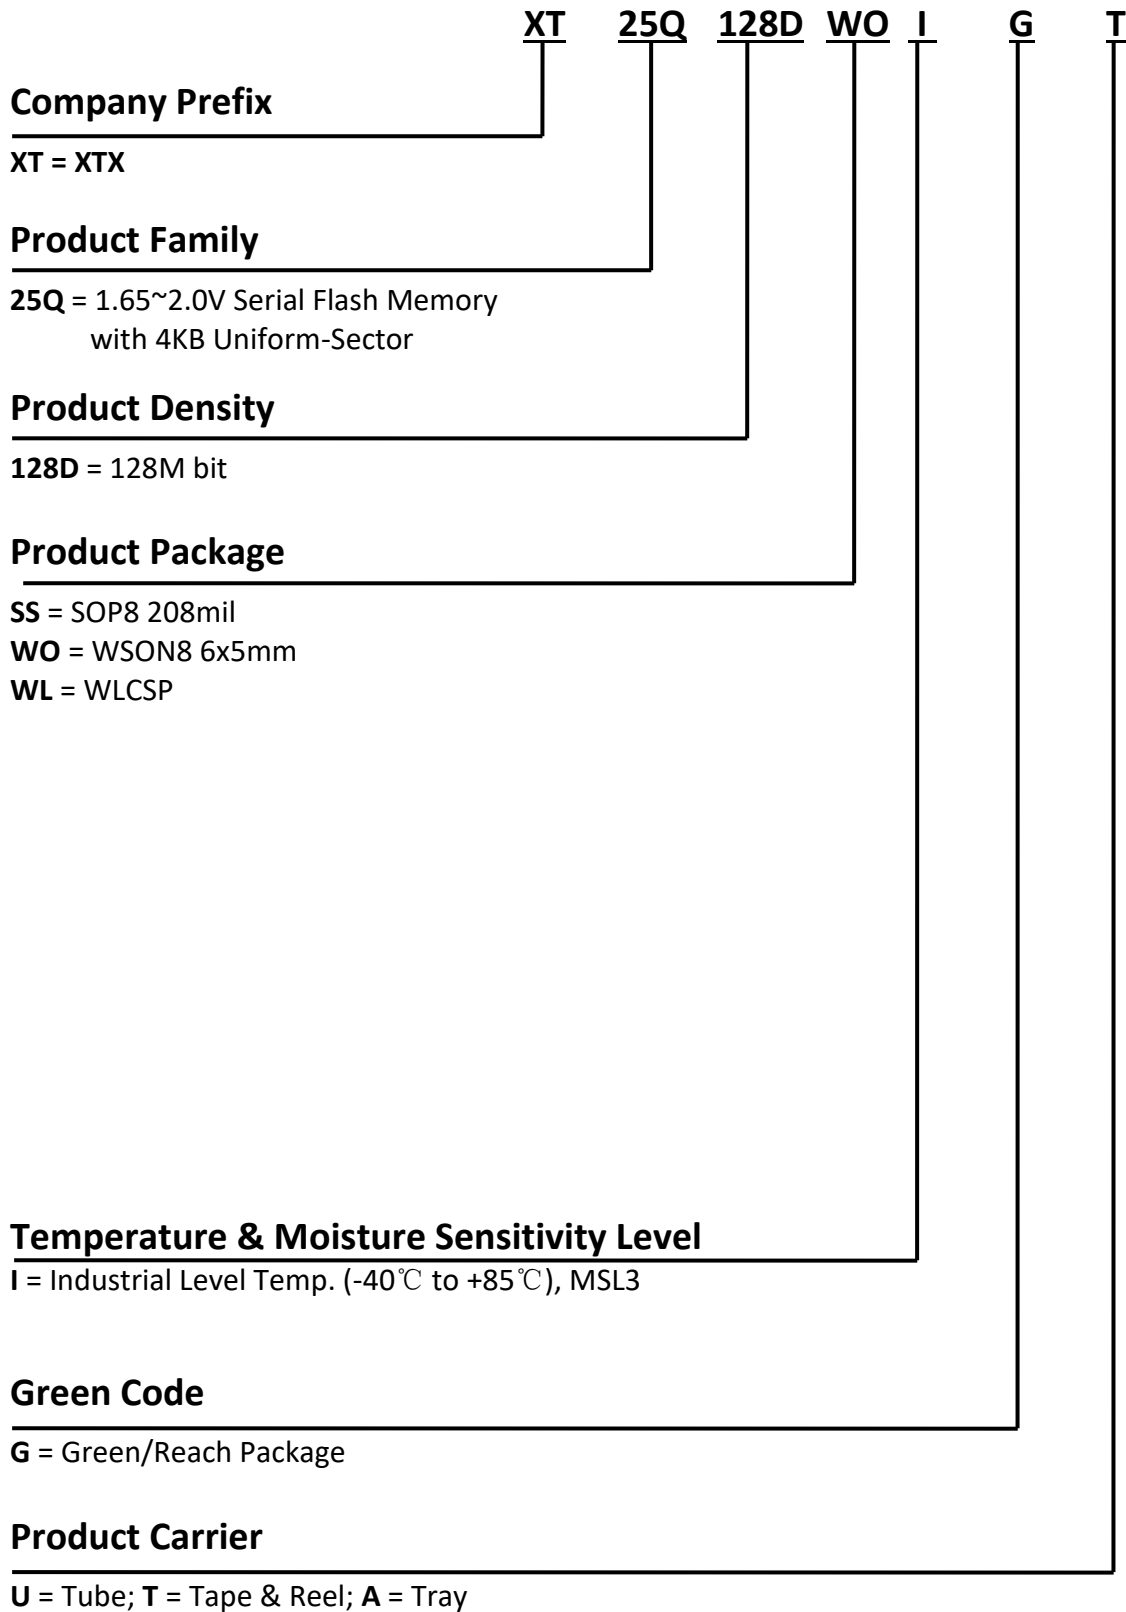 XT 25Q 128D WO I G T
Company Prefix
XT = XTX
Product Family
25Q = 1.65~2.0V Serial Flash Memory
with 4KB Uniform-Sector
Product Density
128D = 128M bit
Product Package
SS = SOP8 208mil
WO = WSON8 6x5mm
WL = WLCSP
Temperature & Moisture Sensitivity Level
I = Industrial Level Temp. (-40℃ to +85℃), MSL3
Green Code
G = Green/Reach Package
Product Carrier
U = Tube; T = Tape & Reel; A = Tray